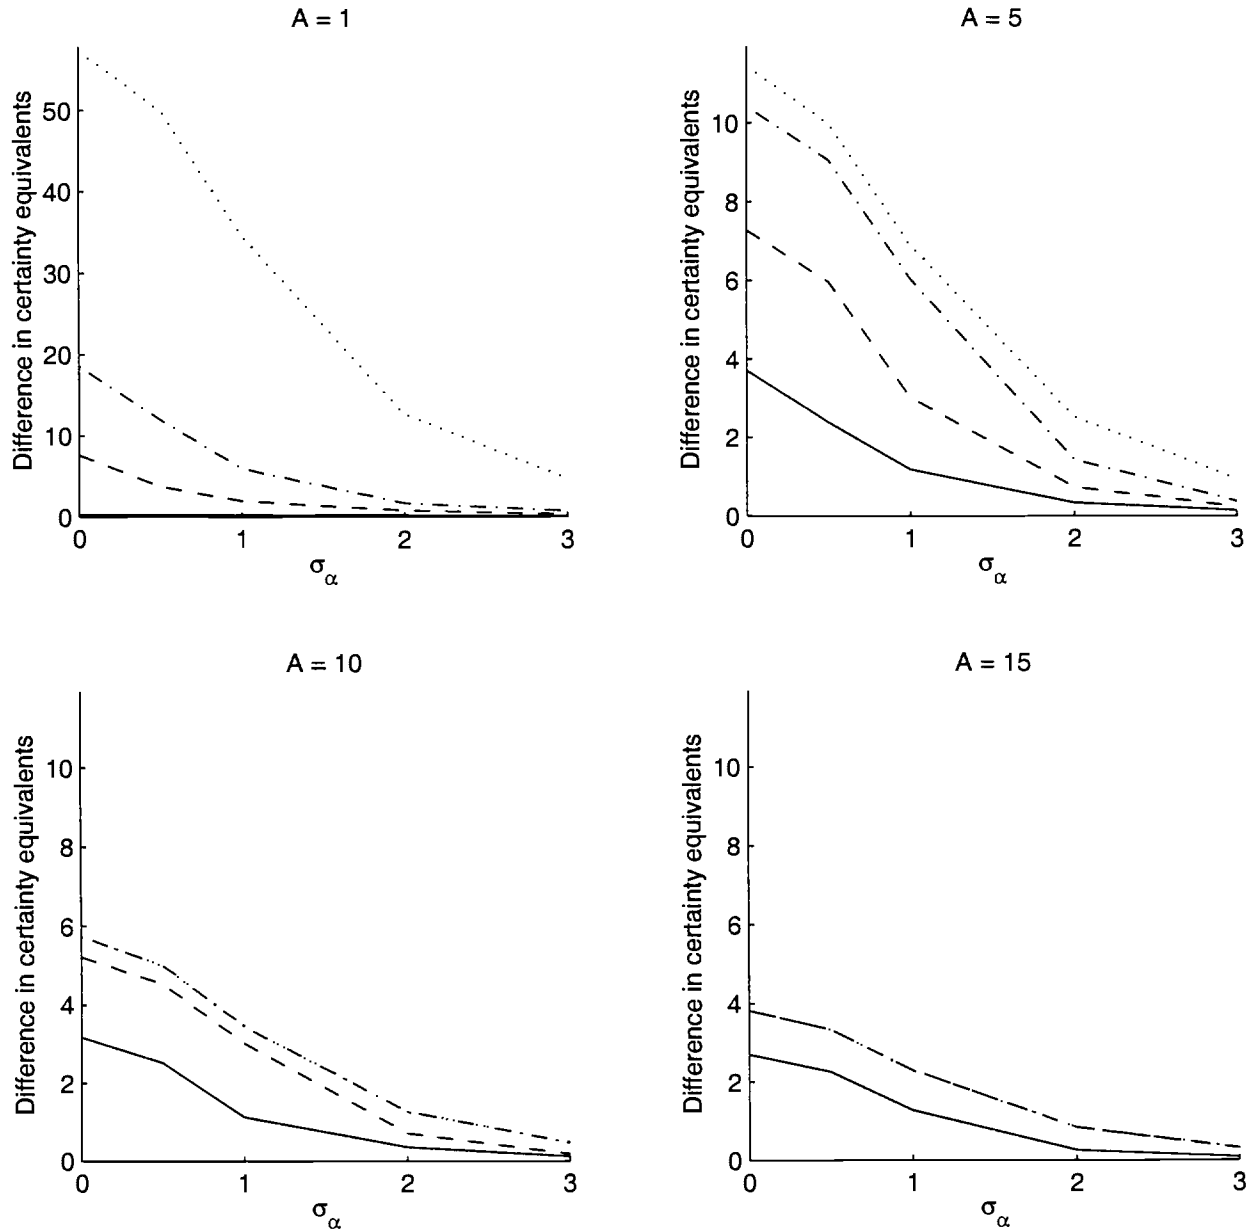 A = 1
Difference in certainty equivalents
50
40
30
20
10
0
0 1 2 3
σα
A = 5
Difference in certainty equivalents
10
8
6
4
2
0
0 1 2 3
σα
A = 10
Difference in certainty equivalents
10
8
6
4
2
0
0 1 2 3
σα
A = 15
Difference in certainty equivalents
10
8
6
4
2
0
0 1 2 3
σα